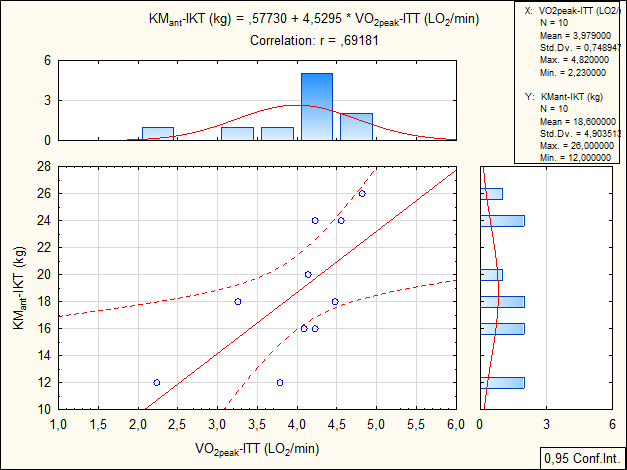 KMant-IKT (kg) = ,57730 + 4,5295 * VO2peak-ITT (LO2/min)
Correlation: r = ,69181
X: VO2peak-ITT (LO2/
N = 10
Mean = 3,979000
Std.Dv. = 0,748947
Max. = 4,820000
Min. = 2,230000
Y: KMant-IKT (kg)
N = 10
Mean = 18,600000
Std.Dv. = 4,903513
Max. = 26,000000
Min. = 12,000000
6
3
0
28
26
24
22
20
18
16
14
12
10
KMant-IKT (kg)
1,0 1,5 2,0 2,5 3,0 3,5 4,0 4,5 5,0 5,5 6,0
0 3 6
VO2peak-ITT (LO2/min)
0,95 Conf.Int.